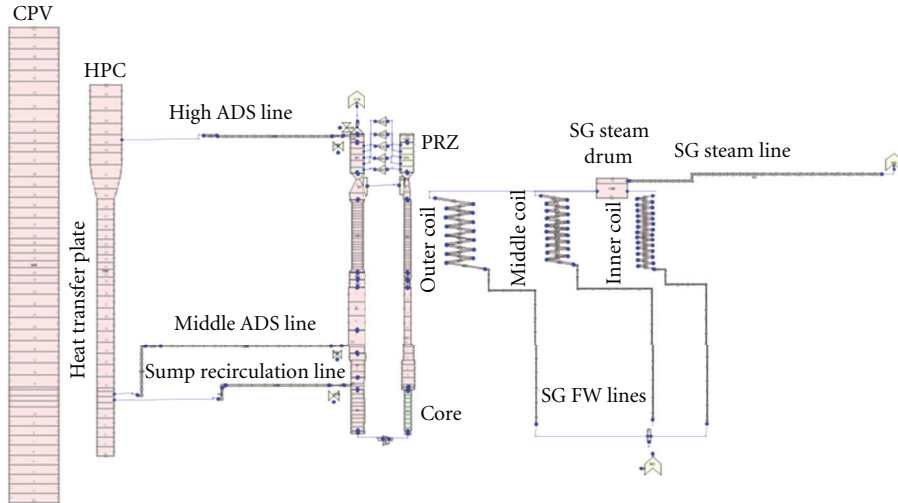 CPV
HPC
High ADS line
PRZ
SG steam
drum
SG steam line
Heat transfer plate
Outer coil
Middle coil
Inner coil
Middle ADS line
Sump recirculation line
SG FW lines
Core